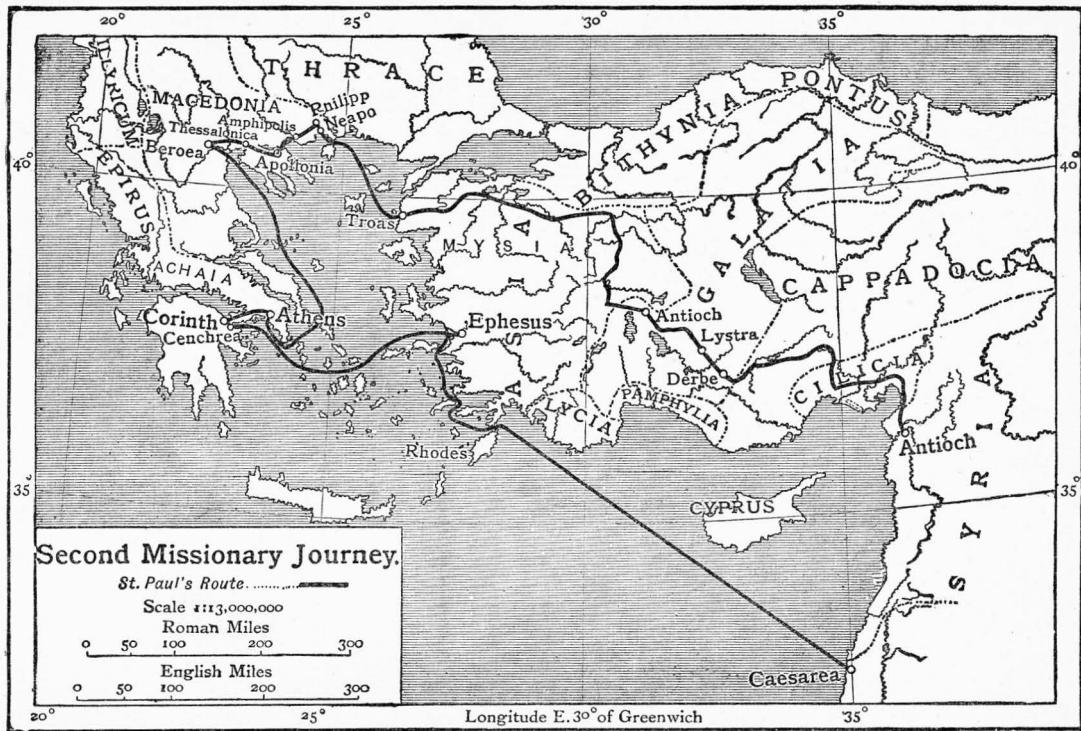 20° 25° 30° 35°
ILLYRICUM
THRACE
MACEDONIA
Philipp
Neapo
Amphipolis
Thessalonica
Beroea
Apollonia
EPIRUS
BITHYNIA
PONTUS
40°
40°
Troas
MYSIA
ASIA
GALATIA
CAPPADOCIA
ACHAIA
Corinth
Athens
Cenchrea
Ephesus
Antioch
Lystra
Derbe
CILICIA
LYCIA
PAMPHYLIA
Rhodes
Antioch
SYRIA
35°
35°
CYPRUS
Second Missionary Journey.
St. Paul's Route
Scale 1:13,000,000
Roman Miles
0 50 100 200 300
English Miles
0 50 100 200 300
Caesarea
20° 25° Longitude E.30° of Greenwich 35°